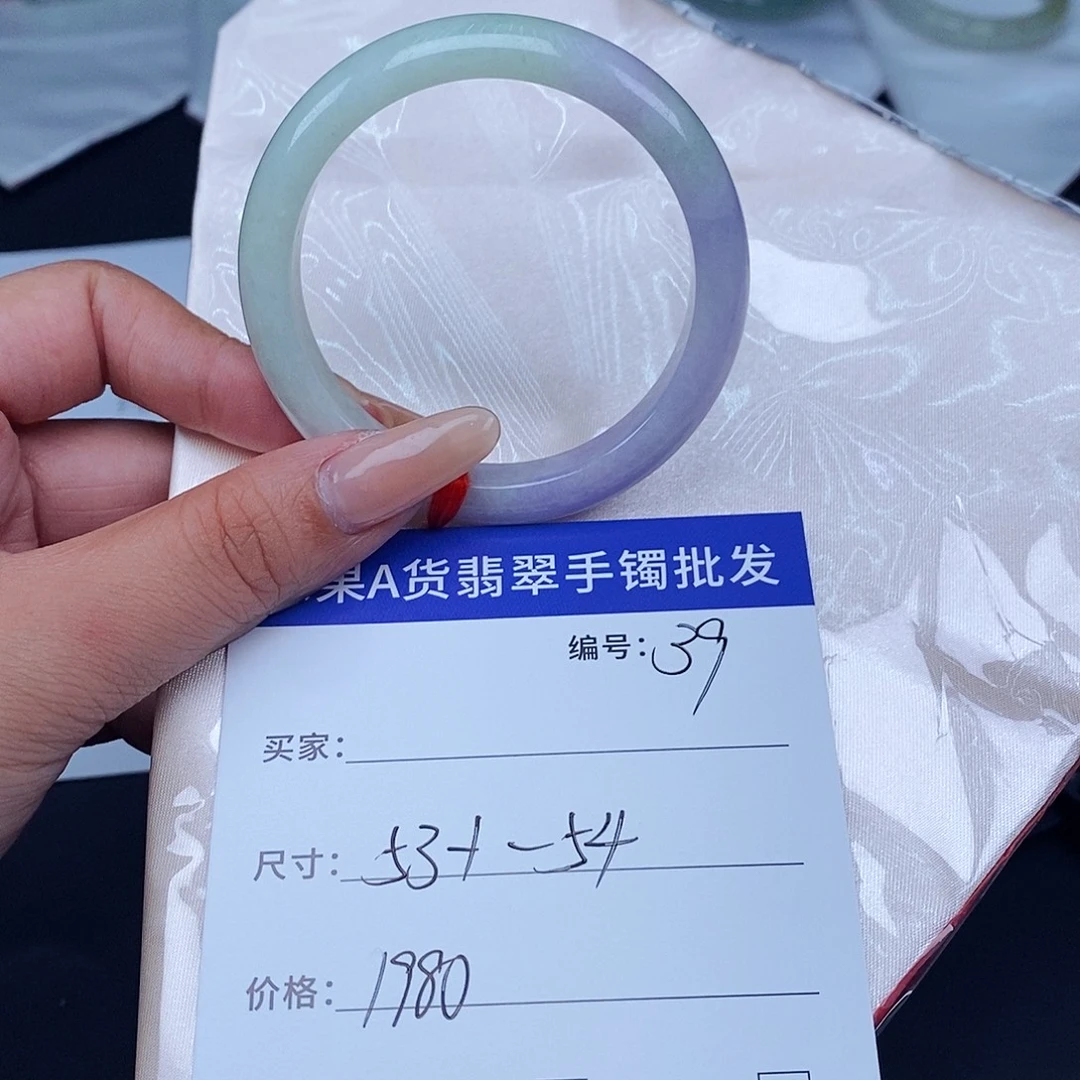 果A货翡翠手镯批发
编号：39
买家：
尺寸：53+-54
价格：1980